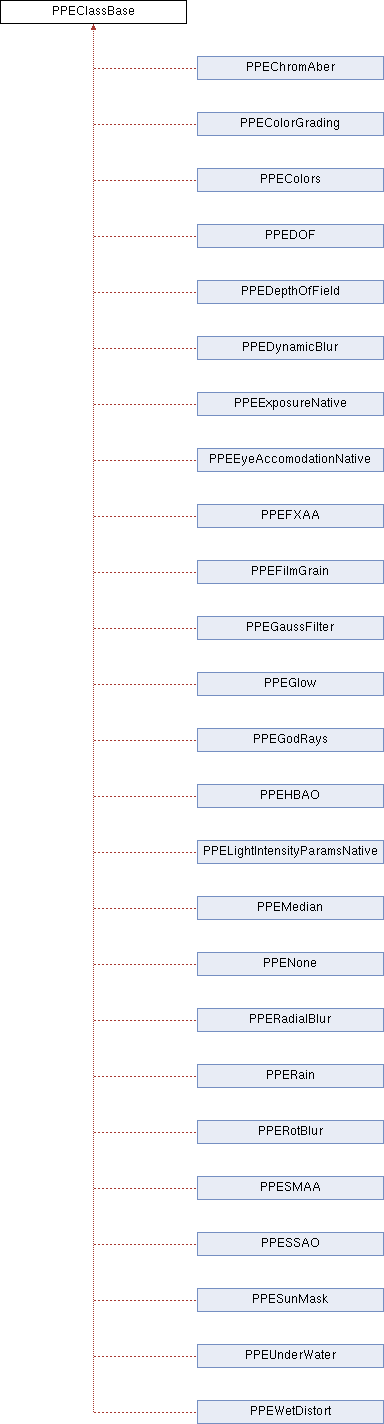 PPEClassBase
PPEChromAber
PPEColorGrading
PPEColors
PPEDOF
PPEDepthOfField
PPEDynamicBlur
PPEExposureNative
PPEEyeAccomodationNative
PPEFXAA
PPEFilmGrain
PPEGaussFilter
PPEGlow
PPEGodRays
PPEHBAO
PPELightIntensityParamsNative
PPEMedian
PPENone
PPERadialBlur
PPERain
PPERotBlur
PPESMAA
PPESSAO
PPESunMask
PPEUnderWater
PPEWetDistort